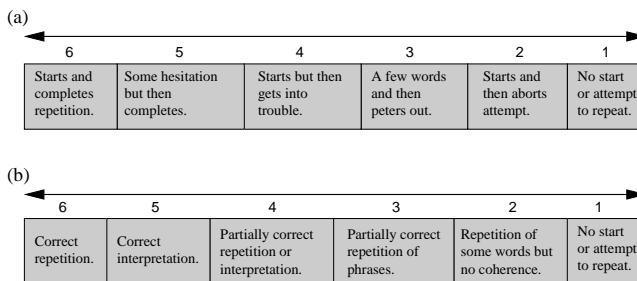 (a)
6 5 4 3 2 1
Starts and completes repetition.
Some hesitation but then completes.
Starts but then gets into trouble.
A few words and then peters out.
Starts and then aborts attempt.
No start or attempt to repeat.
(b)
6 5 4 3 2 1
Correct repetition.
Correct interpretation.
Partially correct repetition or interpretation.
Partially correct repetition of phrases.
Repetition of some words but no coherence.
No start or attempt to repeat.